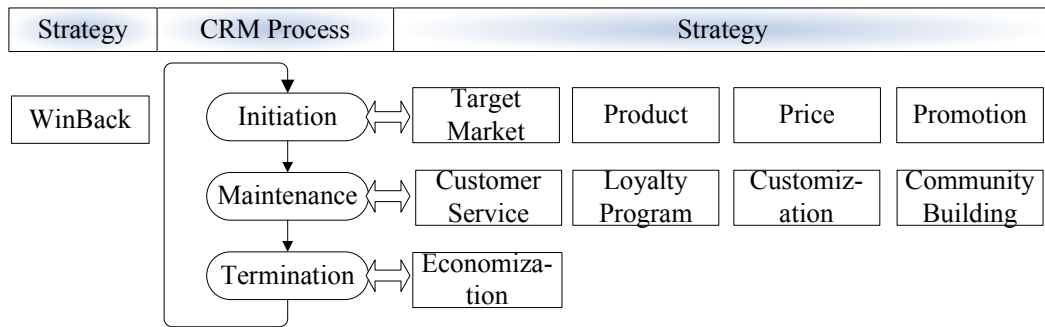 Strategy CRM Process Strategy
WinBack
Initiation
Target
Market
Product
Price
Promotion
Maintenance
Customer
Service
Loyalty
Program
Customiz-
ation
Community
Building
Termination
Economiza-
tion